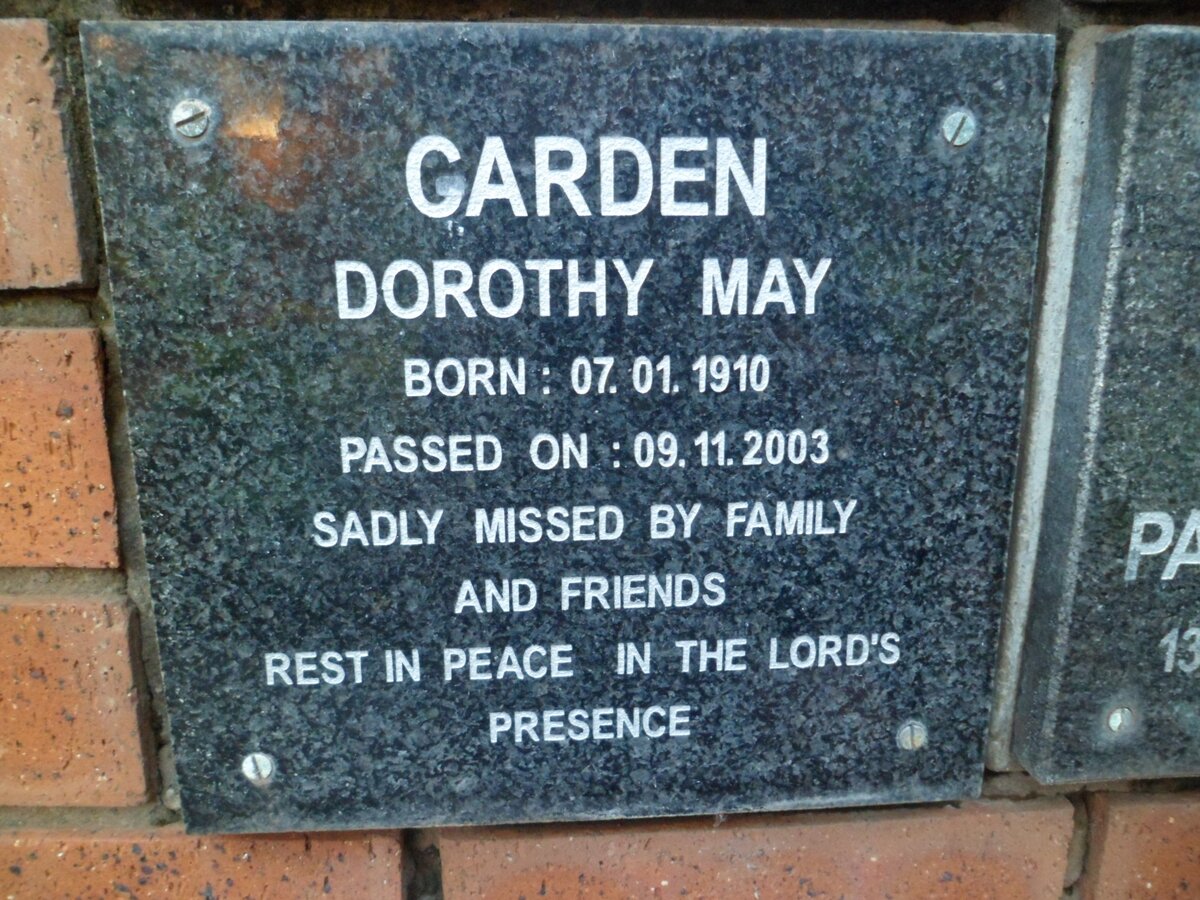 CARDEN
DOROTHY MAY
BORN : 07. 01. 1910
PASSED ON : 09. 11. 2003
SADLY MISSED BY FAMILY
AND FRIENDS
REST IN PEACE IN THE LORD'S
PRESENCE